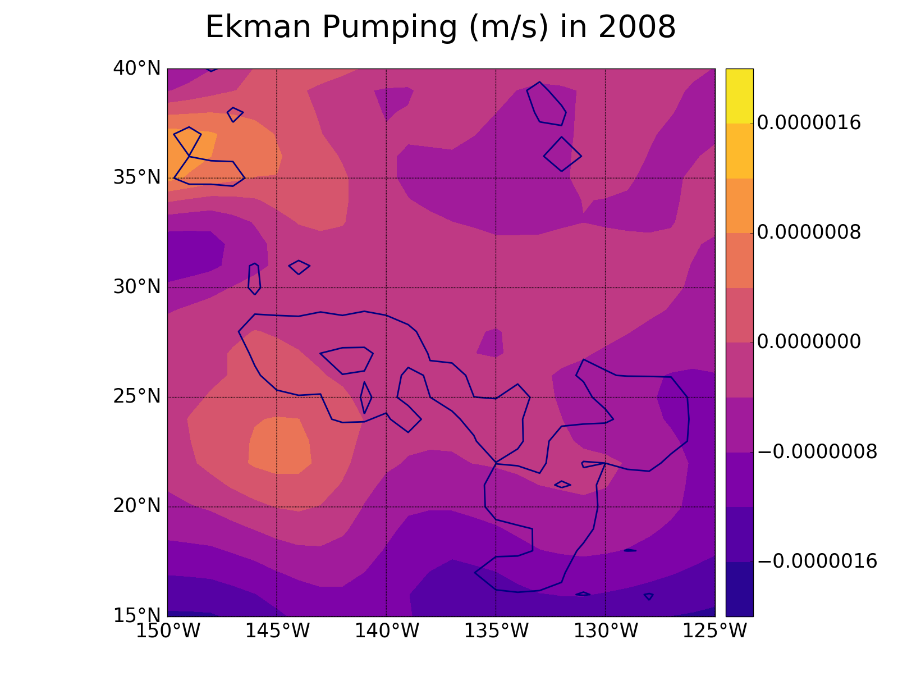 Ekman Pumping (m/s) in 2008
40°N
35°N
30°N
25°N
20°N
15°N
150°W 145°W 140°W 135°W 130°W 125°W
0.0000016
0.0000008
0.0000000
−0.0000008
−0.0000016